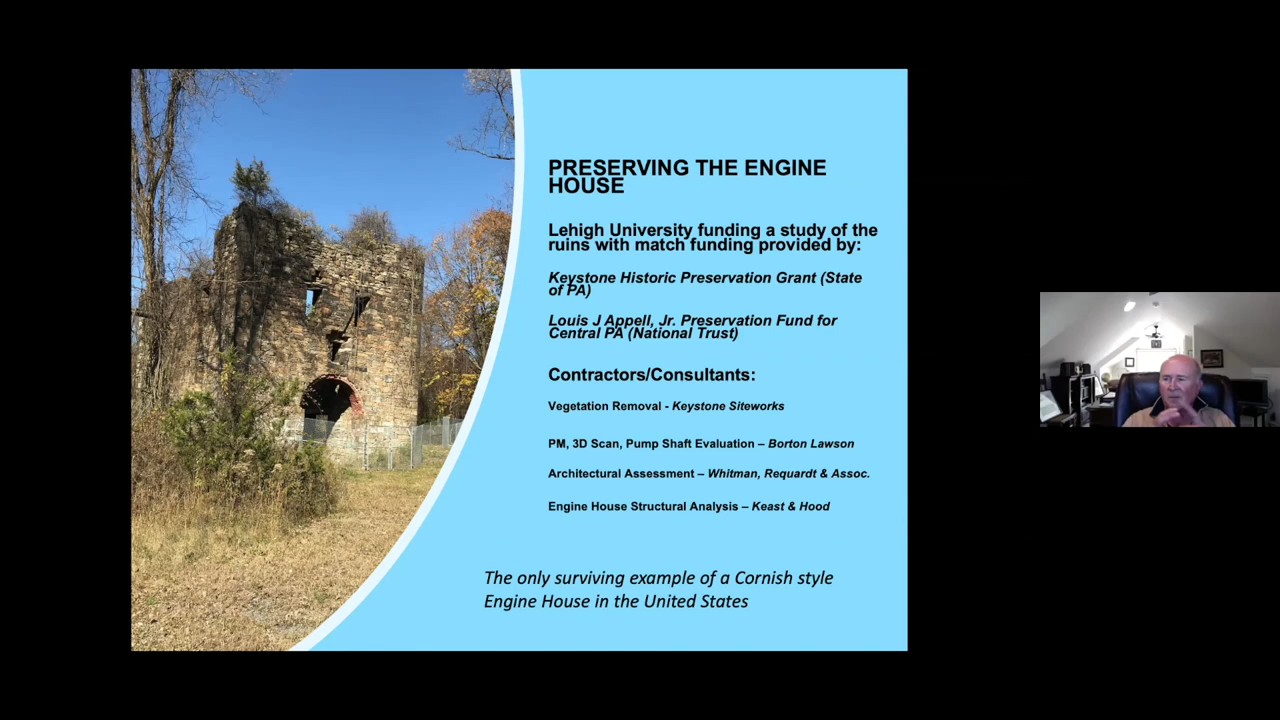 PRESERVING THE ENGINE
HOUSE
Lehigh University funding a study of the
ruins with match funding provided by:
Keystone Historic Preservation Grant (State
of PA)
Louis J Appell, Jr. Preservation Fund for
Central PA (National Trust)
Contractors/Consultants:
Vegetation Removal - Keystone Siteworks
PM, 3D Scan, Pump Shaft Evaluation – Borton Lawson
Architectural Assessment – Whitman, Requardt & Assoc.
Engine House Structural Analysis – Keast & Hood
The only surviving example of a Cornish style
Engine House in the United States